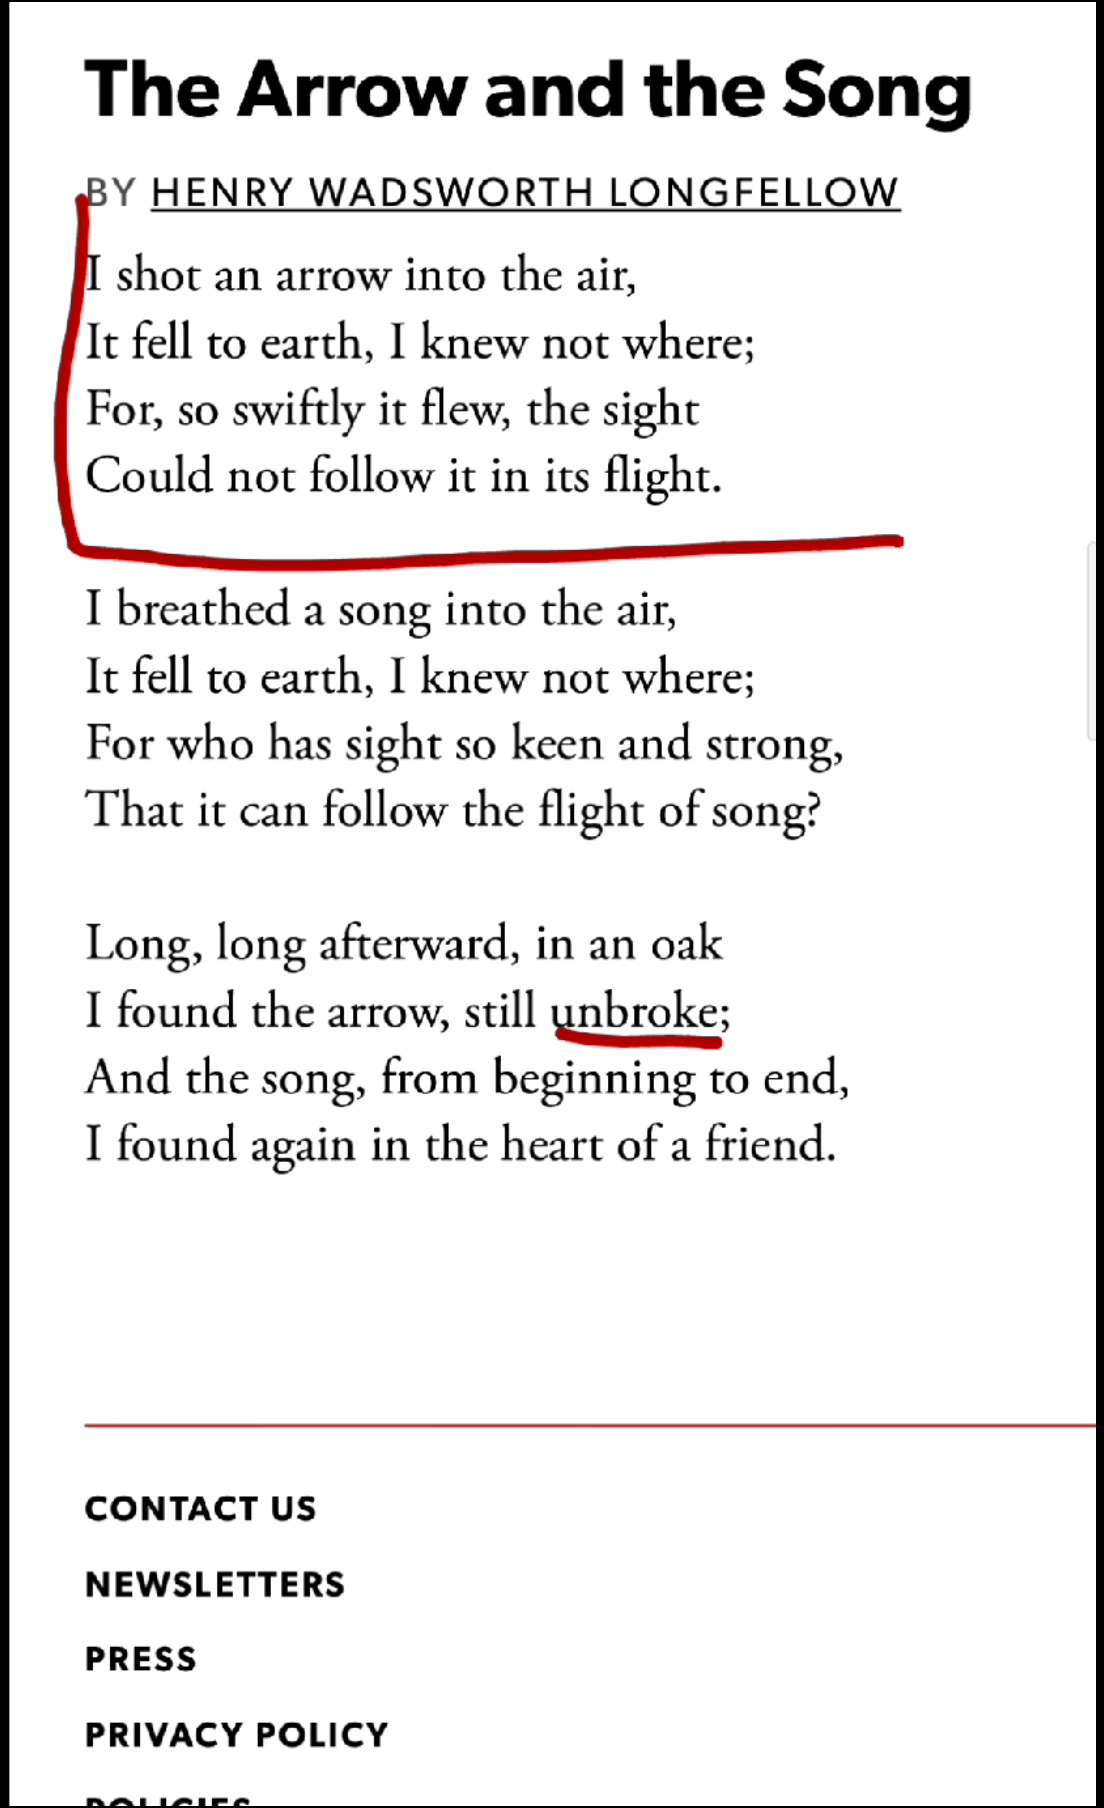 The Arrow and the Song
BY HENRY WADSWORTH LONGFELLOW
I shot an arrow into the air,
It fell to earth, I knew not where;
For, so swiftly it flew, the sight
Could not follow it in its flight.
I breathed a song into the air,
It fell to earth, I knew not where;
For who has sight so keen and strong,
That it can follow the flight of song?
Long, long afterward, in an oak
I found the arrow, still unbroke;
And the song, from beginning to end,
I found again in the heart of a friend.
CONTACT US
NEWSLETTERS
PRESS
PRIVACY POLICY
POLICIES